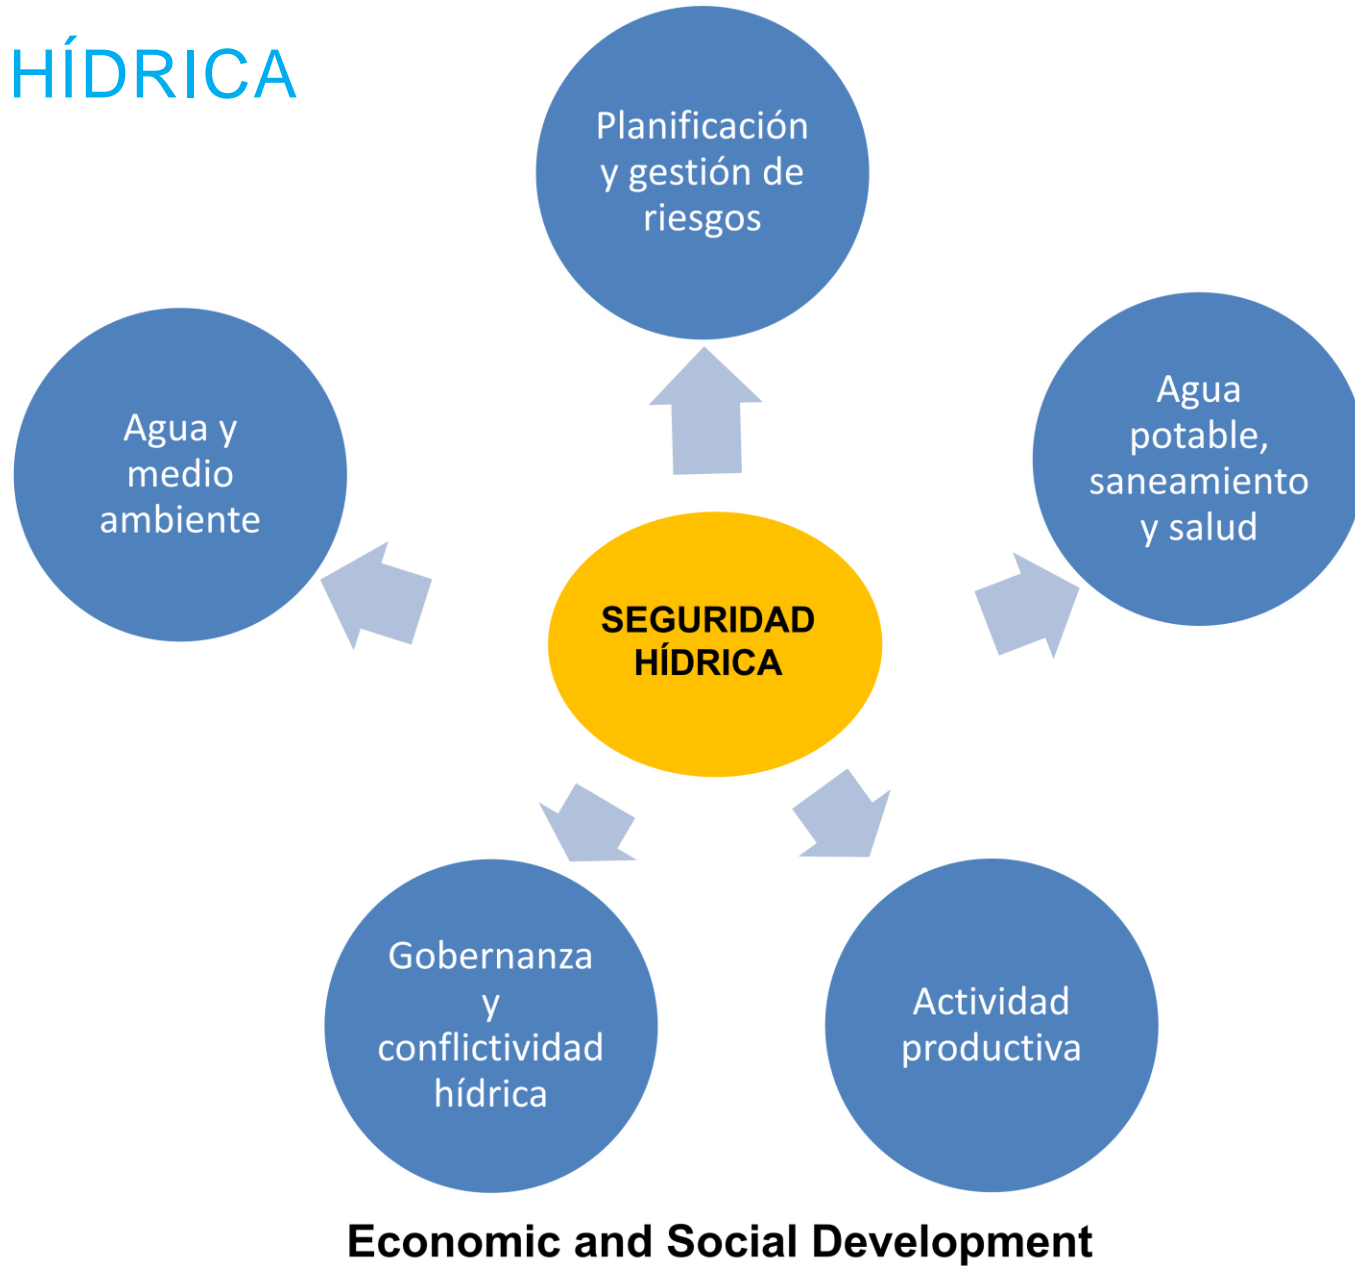 HÍDRICA
Planificación
y gestión de
riesgos
Agua
potable,
saneamiento
y salud
Agua y
medio
ambiente
SEGURIDAD
HÍDRICA
Gobernanza
y
conflictividad
hídrica
Actividad
productiva
Economic and Social Development